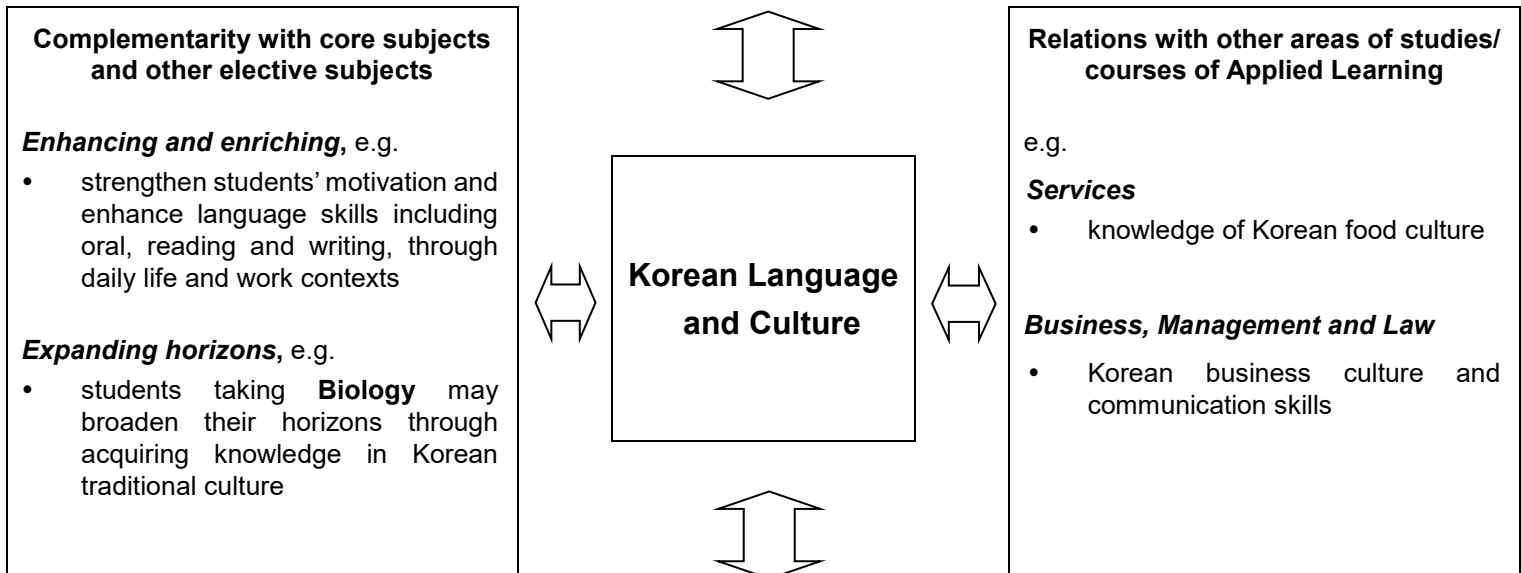 Complementarity with core subjects
and other elective subjects
Enhancing and enriching, e.g.
• strengthen students' motivation and
enhance language skills including
oral, reading and writing, through
daily life and work contexts
Expanding horizons, e.g.
• students taking Biology may
broaden their horizons through
acquiring knowledge in Korean
traditional culture
Korean Language
and Culture
Relations with other areas of studies/
courses of Applied Learning
e.g.
Services
• knowledge of Korean food culture
Business, Management and Law
• Korean business culture and
communication skills